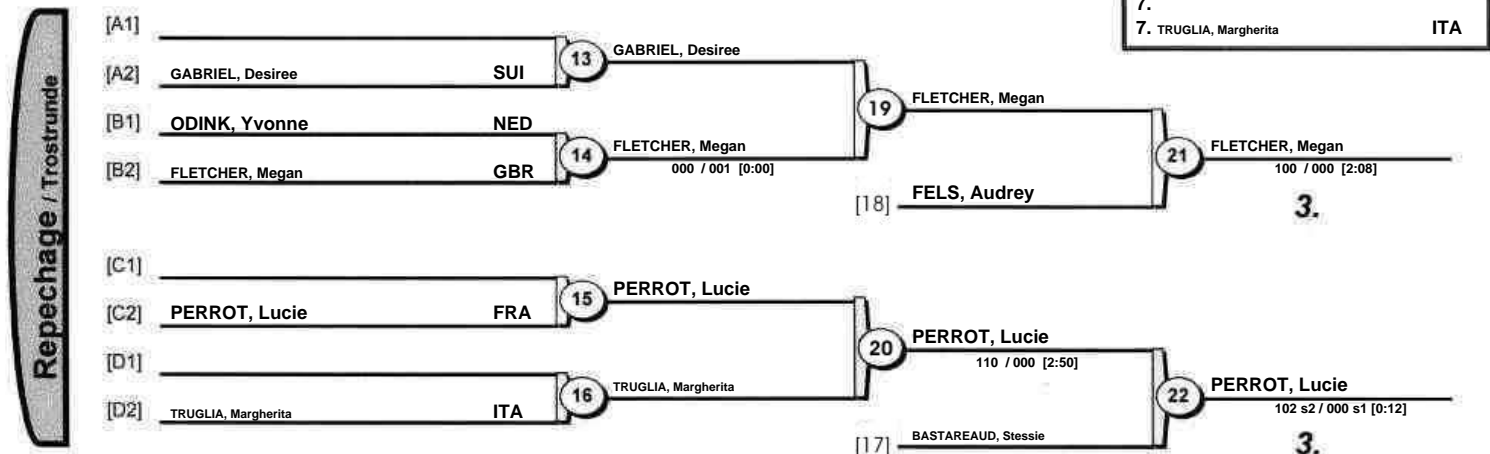 Repechage / Trostrunde
7.
7. TRUGLIA, Margherita ITA
[A1]
[A2] GABRIEL, Desiree SUI
13
GABRIEL, Desiree
[B1] ODINK, Yvonne NED
[B2] FLETCHER, Megan GBR
14
FLETCHER, Megan
000 / 001 [0:00]
19
FLETCHER, Megan
[18] FELS, Audrey
21
FLETCHER, Megan
100 / 000 [2:08]
3.
[C1]
[C2] PERROT, Lucie FRA
15
PERROT, Lucie
[D1]
[D2] TRUGLIA, Margherita ITA
16
TRUGLIA, Margherita
20
PERROT, Lucie
110 / 000 [2:50]
[17] BASTAREAUD, Stessie
22
PERROT, Lucie
102 s2 / 000 s1 [0:12]
3.